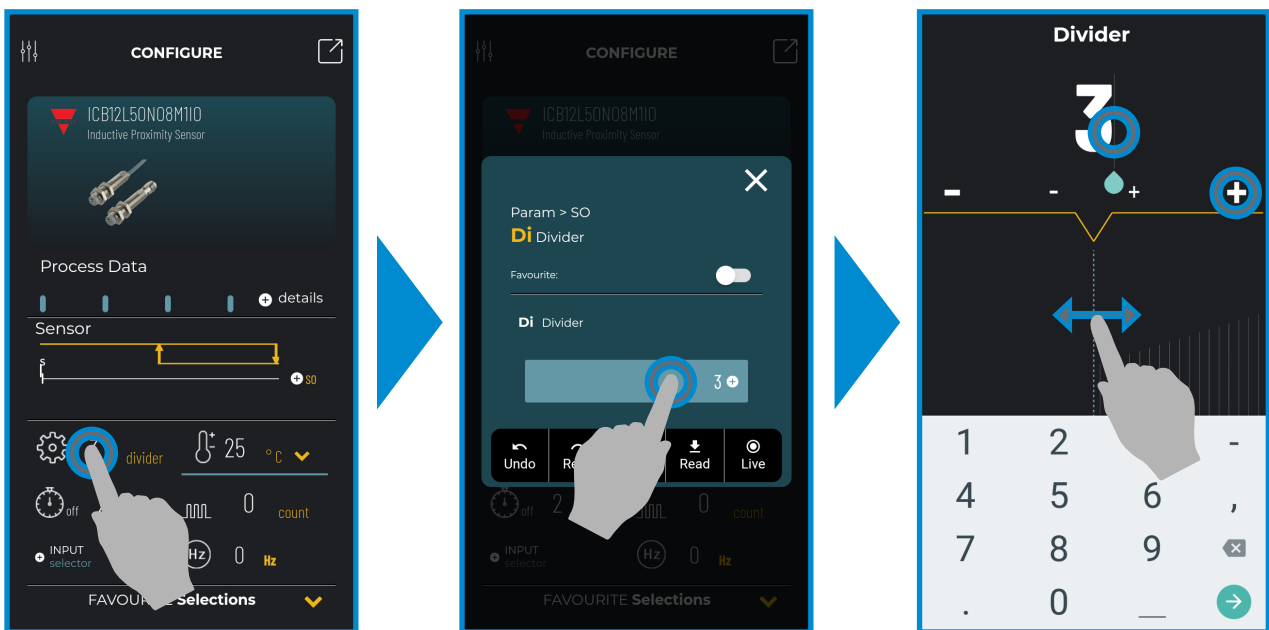 CONFIGURE
ICB12L50N08M1IO
Inductive Proximity Sensor
Process Data
details
Sensor
s
SO
divider
25
°C
off
0
count
INPUT
selector
Hz
0
Hz
Selections
CONFIGURE
ICB12L50N08M1IO
Inductive Proximity Sensor
Param > SO
Di Divider
Favourite:
Di Divider
3
Undo
Read
Live
off
2
0
count
INPUT
selector
Hz
0
Hz
FAVOURITE Selections
Divider
3
-
-
+
+
1
2
-
4
5
6
,
7
8
9
.
0
_